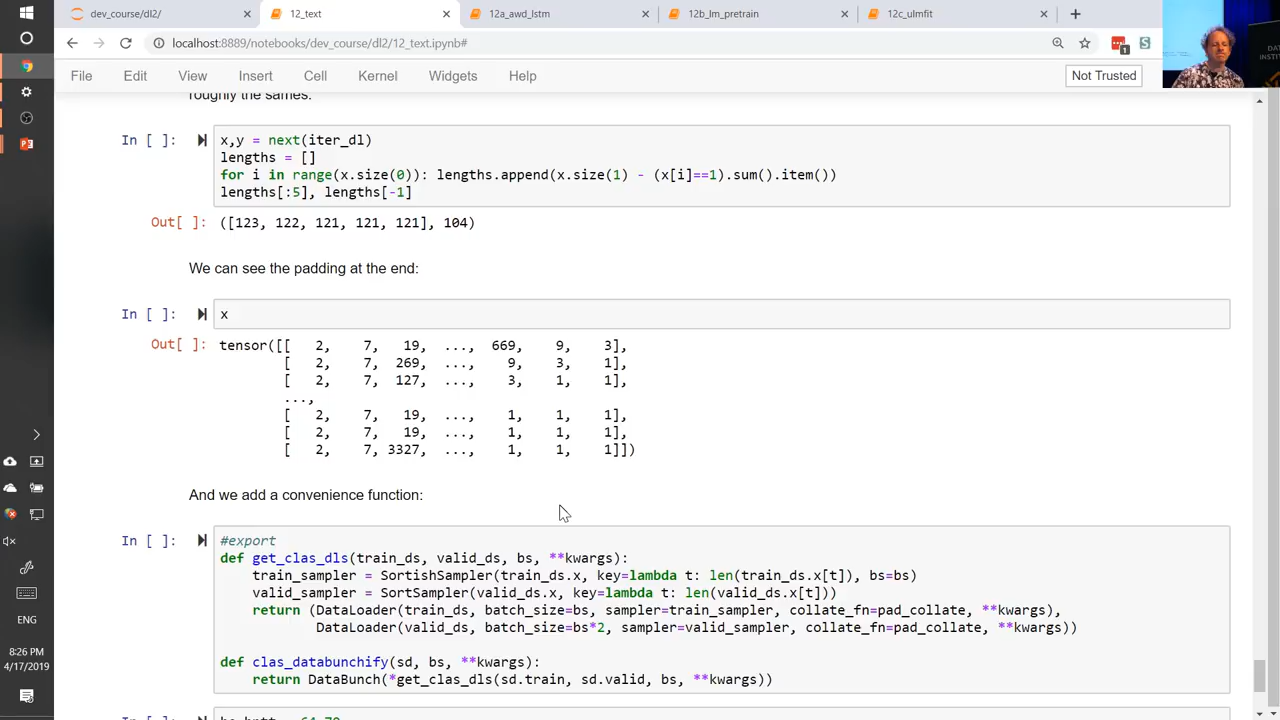 dev_course/dl2/
12_text
12a_awd_lstm
12b_lm_pretrain
12c_ulmfit
localhost:8889/notebooks/dev_course/dl2/12_text.ipynb#
File Edit View Insert Cell Kernel Widgets Help
Not Trusted
roughly the sames:
In [ ]: x,y = next(iter_dl)
lengths = []
for i in range(x.size(0)): lengths.append(x.size(1) - (x[i]==1).sum().item())
lengths[:5], lengths[-1]
Out[ ]: ([123, 122, 121, 121, 121], 104)
We can see the padding at the end:
In [ ]: x
Out[ ]: tensor([[ 2, 7, 19, ..., 669, 9, 3],
[ 2, 7, 269, ..., 9, 3, 1],
[ 2, 7, 127, ..., 3, 1, 1],
...,
[ 2, 7, 19, ..., 1, 1, 1],
[ 2, 7, 19, ..., 1, 1, 1],
[ 2, 7, 3327, ..., 1, 1, 1]])
And we add a convenience function:
In [ ]: #export
def get_clas_dls(train_ds, valid_ds, bs, **kwargs):
train_sampler = SortishSampler(train_ds.x, key=lambda t: len(train_ds.x[t]), bs=bs)
valid_sampler = SortSampler(valid_ds.x, key=lambda t: len(valid_ds.x[t]))
return (DataLoader(train_ds, batch_size=bs, sampler=train_sampler, collate_fn=pad_collate, **kwargs),
DataLoader(valid_ds, batch_size=bs*2, sampler=valid_sampler, collate_fn=pad_collate, **kwargs))
def clas_databunchify(sd, bs, **kwargs):
return DataBunch(*get_clas_dls(sd.train, sd.valid, bs, **kwargs))
ENG
8:26 PM
4/17/2019